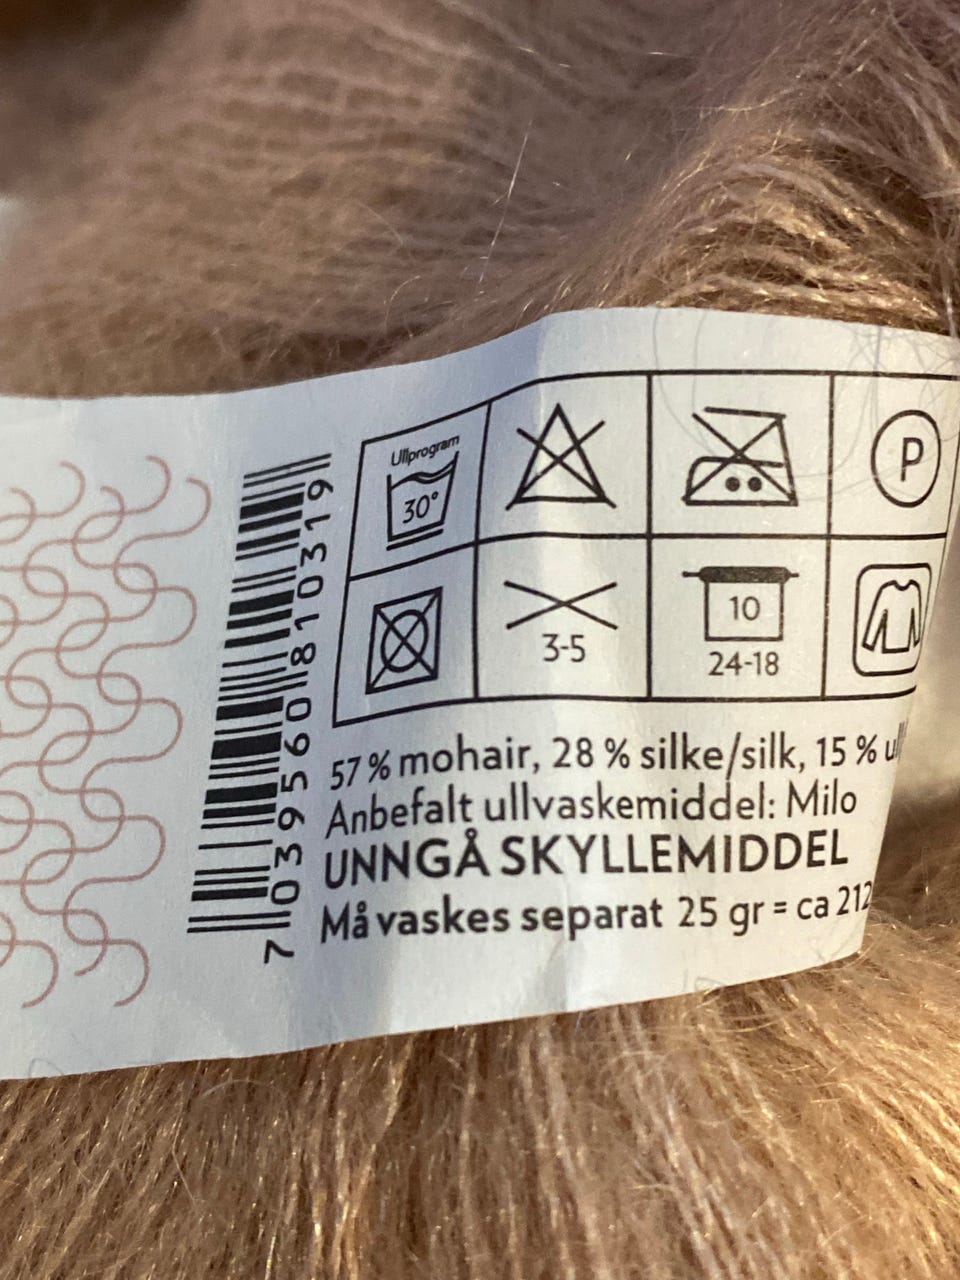 Ullprogram
30°
P
3-5
10
24-18
57 % mohair, 28 % silke/silk, 15 %
Anbefalt ullvaskemiddel: Milo
UNNGÅ SKYLLEMIDDEL
Må vaskes separat 25 gr = ca 212
7 039560 810319